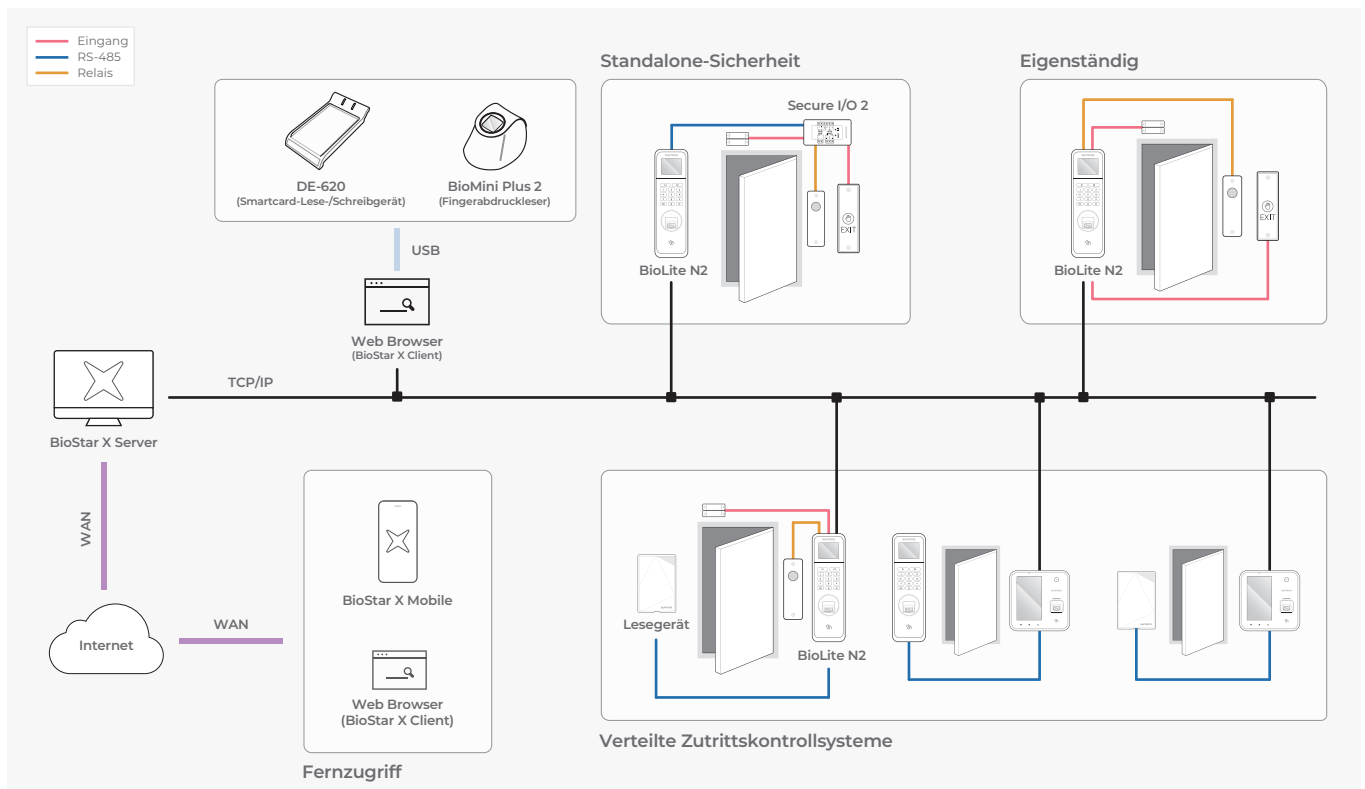 Eingang
RS-485
Relais
DE-620
(Smartcard-Lese-/Schreibgerät)
BioMini Plus 2
(Fingerabdruckleser)
USB
Web Browser
(BioStar X Client)
Standalone-Sicherheit
Secure I/O 2
EXIT
BioLite N2
Eigenständig
EXIT
BioLite N2
TCP/IP
BioStar X Server
WAN
Internet
WAN
BioStar X Mobile
Web Browser
(BioStar X Client)
Fernzugriff
Lesegerät
BioLite N2
Verteilte Zutrittskontrollsysteme